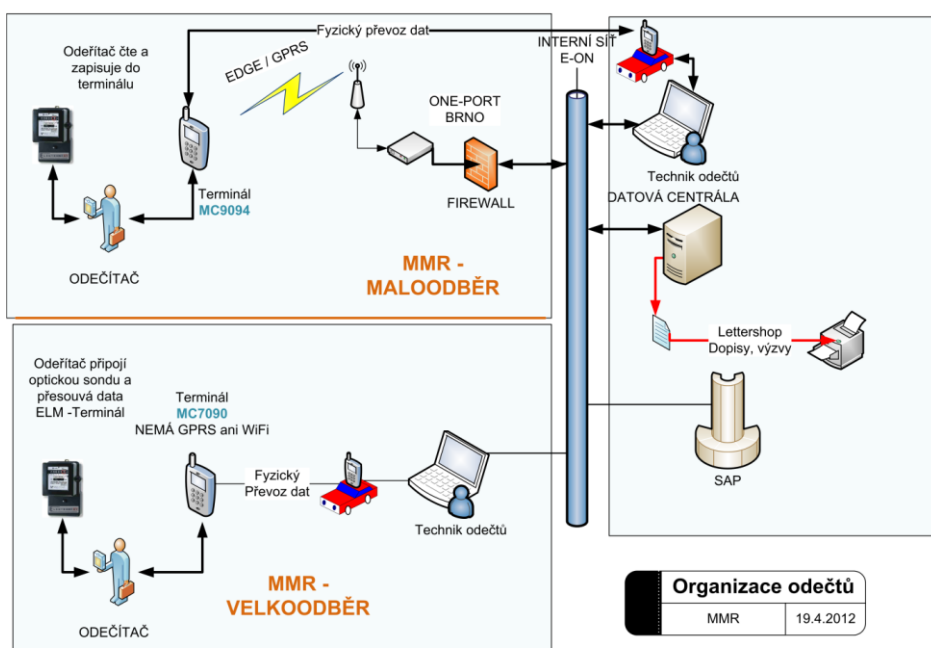 Fyzický převoz dat
INTERNÍ SÍŤ
E-ON
Odeřítač čte a
zapisuje do
terminálu
EDGE / GPRS
ONE-PORT
BRNO
Terminál
MC9094
FIREWALL
ODEČÍTAČ
MMR -
MALOODBĚR
Technik odečtů
DATOVÁ CENTRÁLA
Lettershop
Dopisy, výzvy
SAP
Odeřítač připojí
optickou sondu a
přesouvá data
ELM -Terminál
Terminál
MC7090
NEMÁ GPRS ani WiFi
Fyzický
Převoz dat
Technik odečtů
ODEČÍTAČ
MMR -
VELKOODBĚR
Organizace odečtů
MMR
19.4.2012